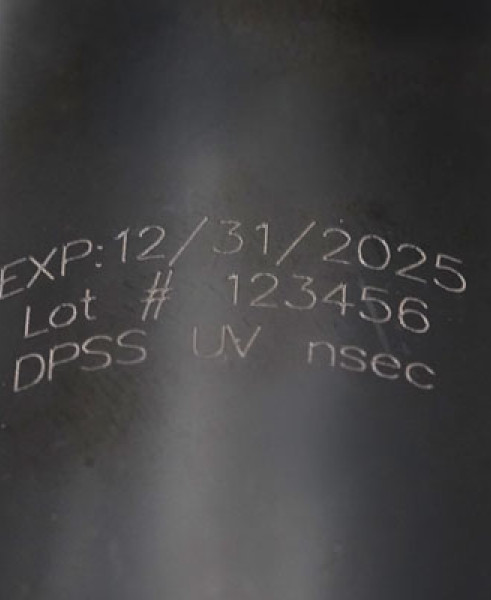 EXP:12/31/2025
Lot # 123456
DPSS UV nsec